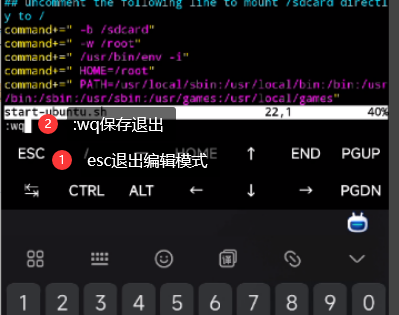 ## uncomment the following line to mount /sdcard directl
y to /
command+=" -b /sdcard"
command+=" -w /root"
command+=" /usr/bin/env -i"
command+=" HOME=/root"
command+=" PATH=/usr/local/sbin:/usr/local/bin:/bin:/usr
/bin:/sbin:/usr/sbin:/usr/games:/usr/local/games"
start-ubuntu.sh 22,1 40%
:wq
2 :wq保存退出
ESC / — HOME ↑ END PGUP
1 esc退出编辑模式
↹ CTRL ALT ← ↓ → PGDN
译
1 2 3 4 5 6 7 8 9 0